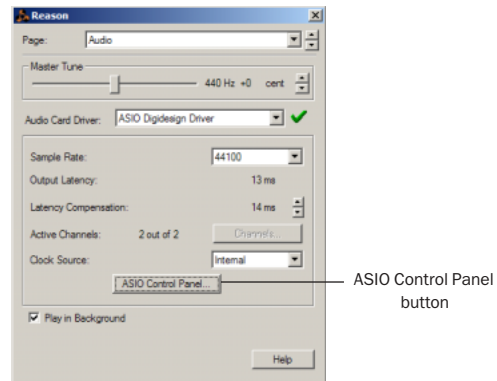 Reason
Page: Audio
Master Tune
440 Hz +0 cent
Audio Card Driver: ASIO Digidesign Driver
Sample Rate: 44100
Output Latency: 13 ms
Latency Compensation: 14 ms
Active Channels: 2 out of 2 Channels...
Clock Source: Internal
ASIO Control Panel...
ASIO Control Panel
button
Play in Background
Help